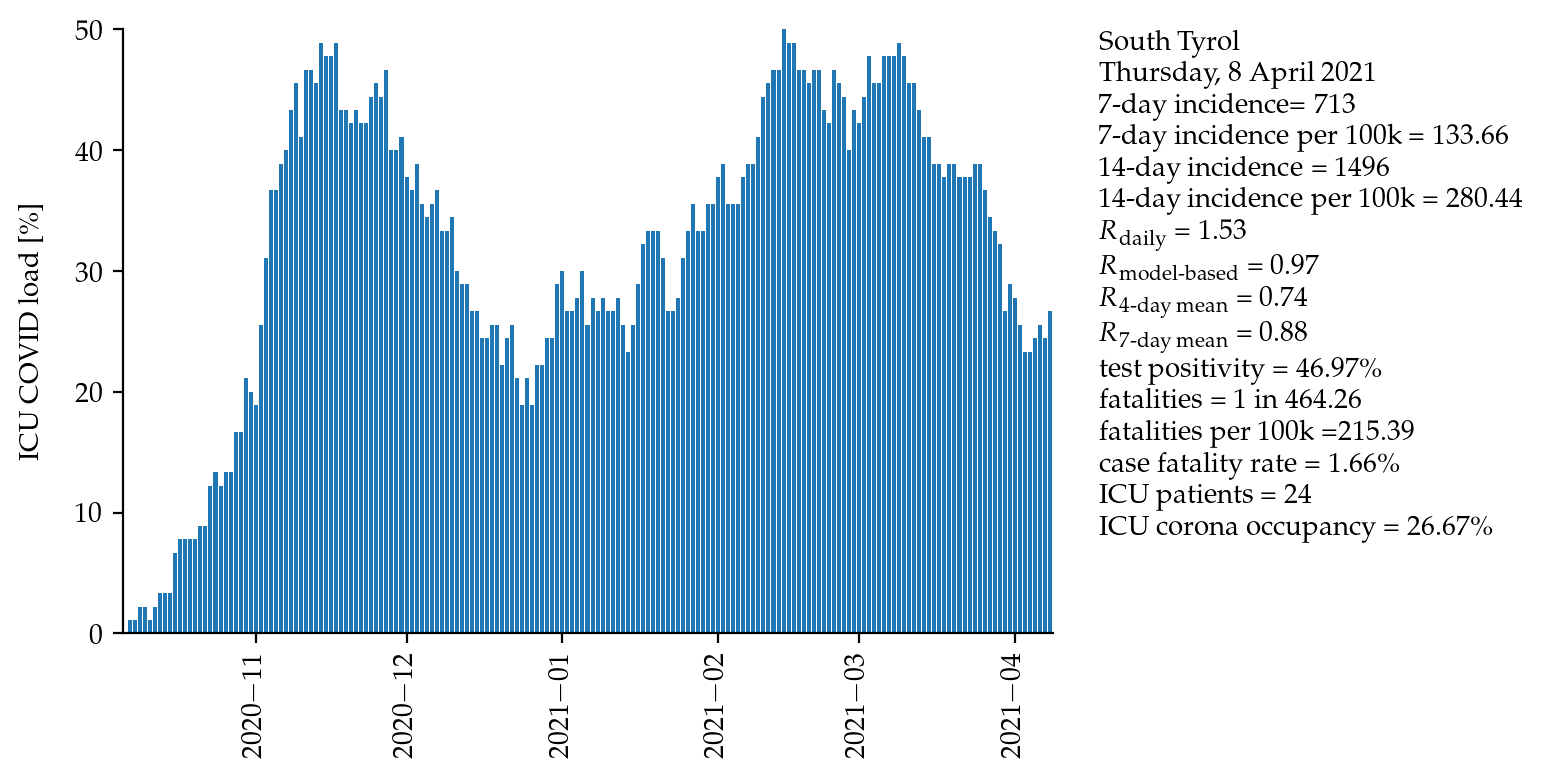 50
40
30
20
10
0
ICU COVID load [%]
2020−11
2020−12
2021−01
2021−02
2021−03
2021−04
South Tyrol
Thursday, 8 April 2021
7-day incidence= 713
7-day incidence per 100k = 133.66
14-day incidence = 1496
14-day incidence per 100k = 280.44
R daily = 1.53
R model-based = 0.97
R 4-day mean = 0.74
R 7-day mean = 0.88
test positivity = 46.97%
fatalities = 1 in 464.26
fatalities per 100k =215.39
case fatality rate = 1.66%
ICU patients = 24
ICU corona occupancy = 26.67%